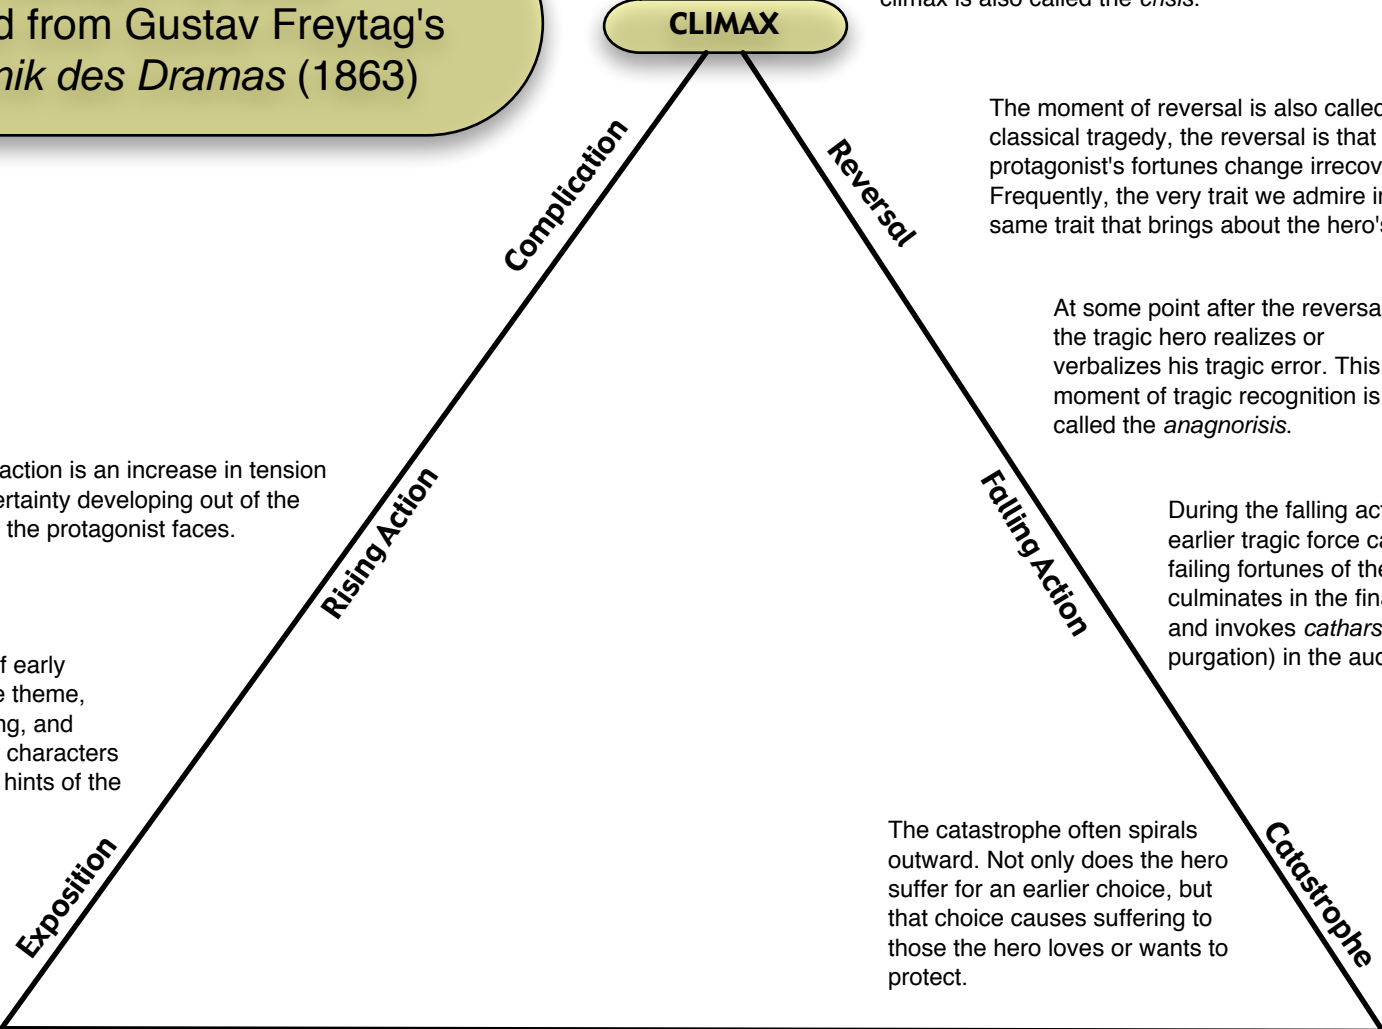 d from Gustav Freytag's
nik des Dramas (1863)
CLIMAX
climax is also called the crisis.
Complication
Reversal
The moment of reversal is also called
classical tragedy, the reversal is that
protagonist's fortunes change irrecov
Frequently, the very trait we admire in
same trait that brings about the hero's
At some point after the reversal
the tragic hero realizes or
verbalizes his tragic error. This
moment of tragic recognition is
called the anagnorisis.
action is an increase in tension
ertainty developing out of the
the protagonist faces.
Rising Action
Falling Action
During the falling act
earlier tragic force ca
failing fortunes of the
culminates in the fina
and invokes cathars
purgation) in the aud
f early
e theme,
ng, and
characters
hints of the
Exposition
The catastrophe often spirals
outward. Not only does the hero
suffer for an earlier choice, but
that choice causes suffering to
those the hero loves or wants to
protect.
Catastrophe